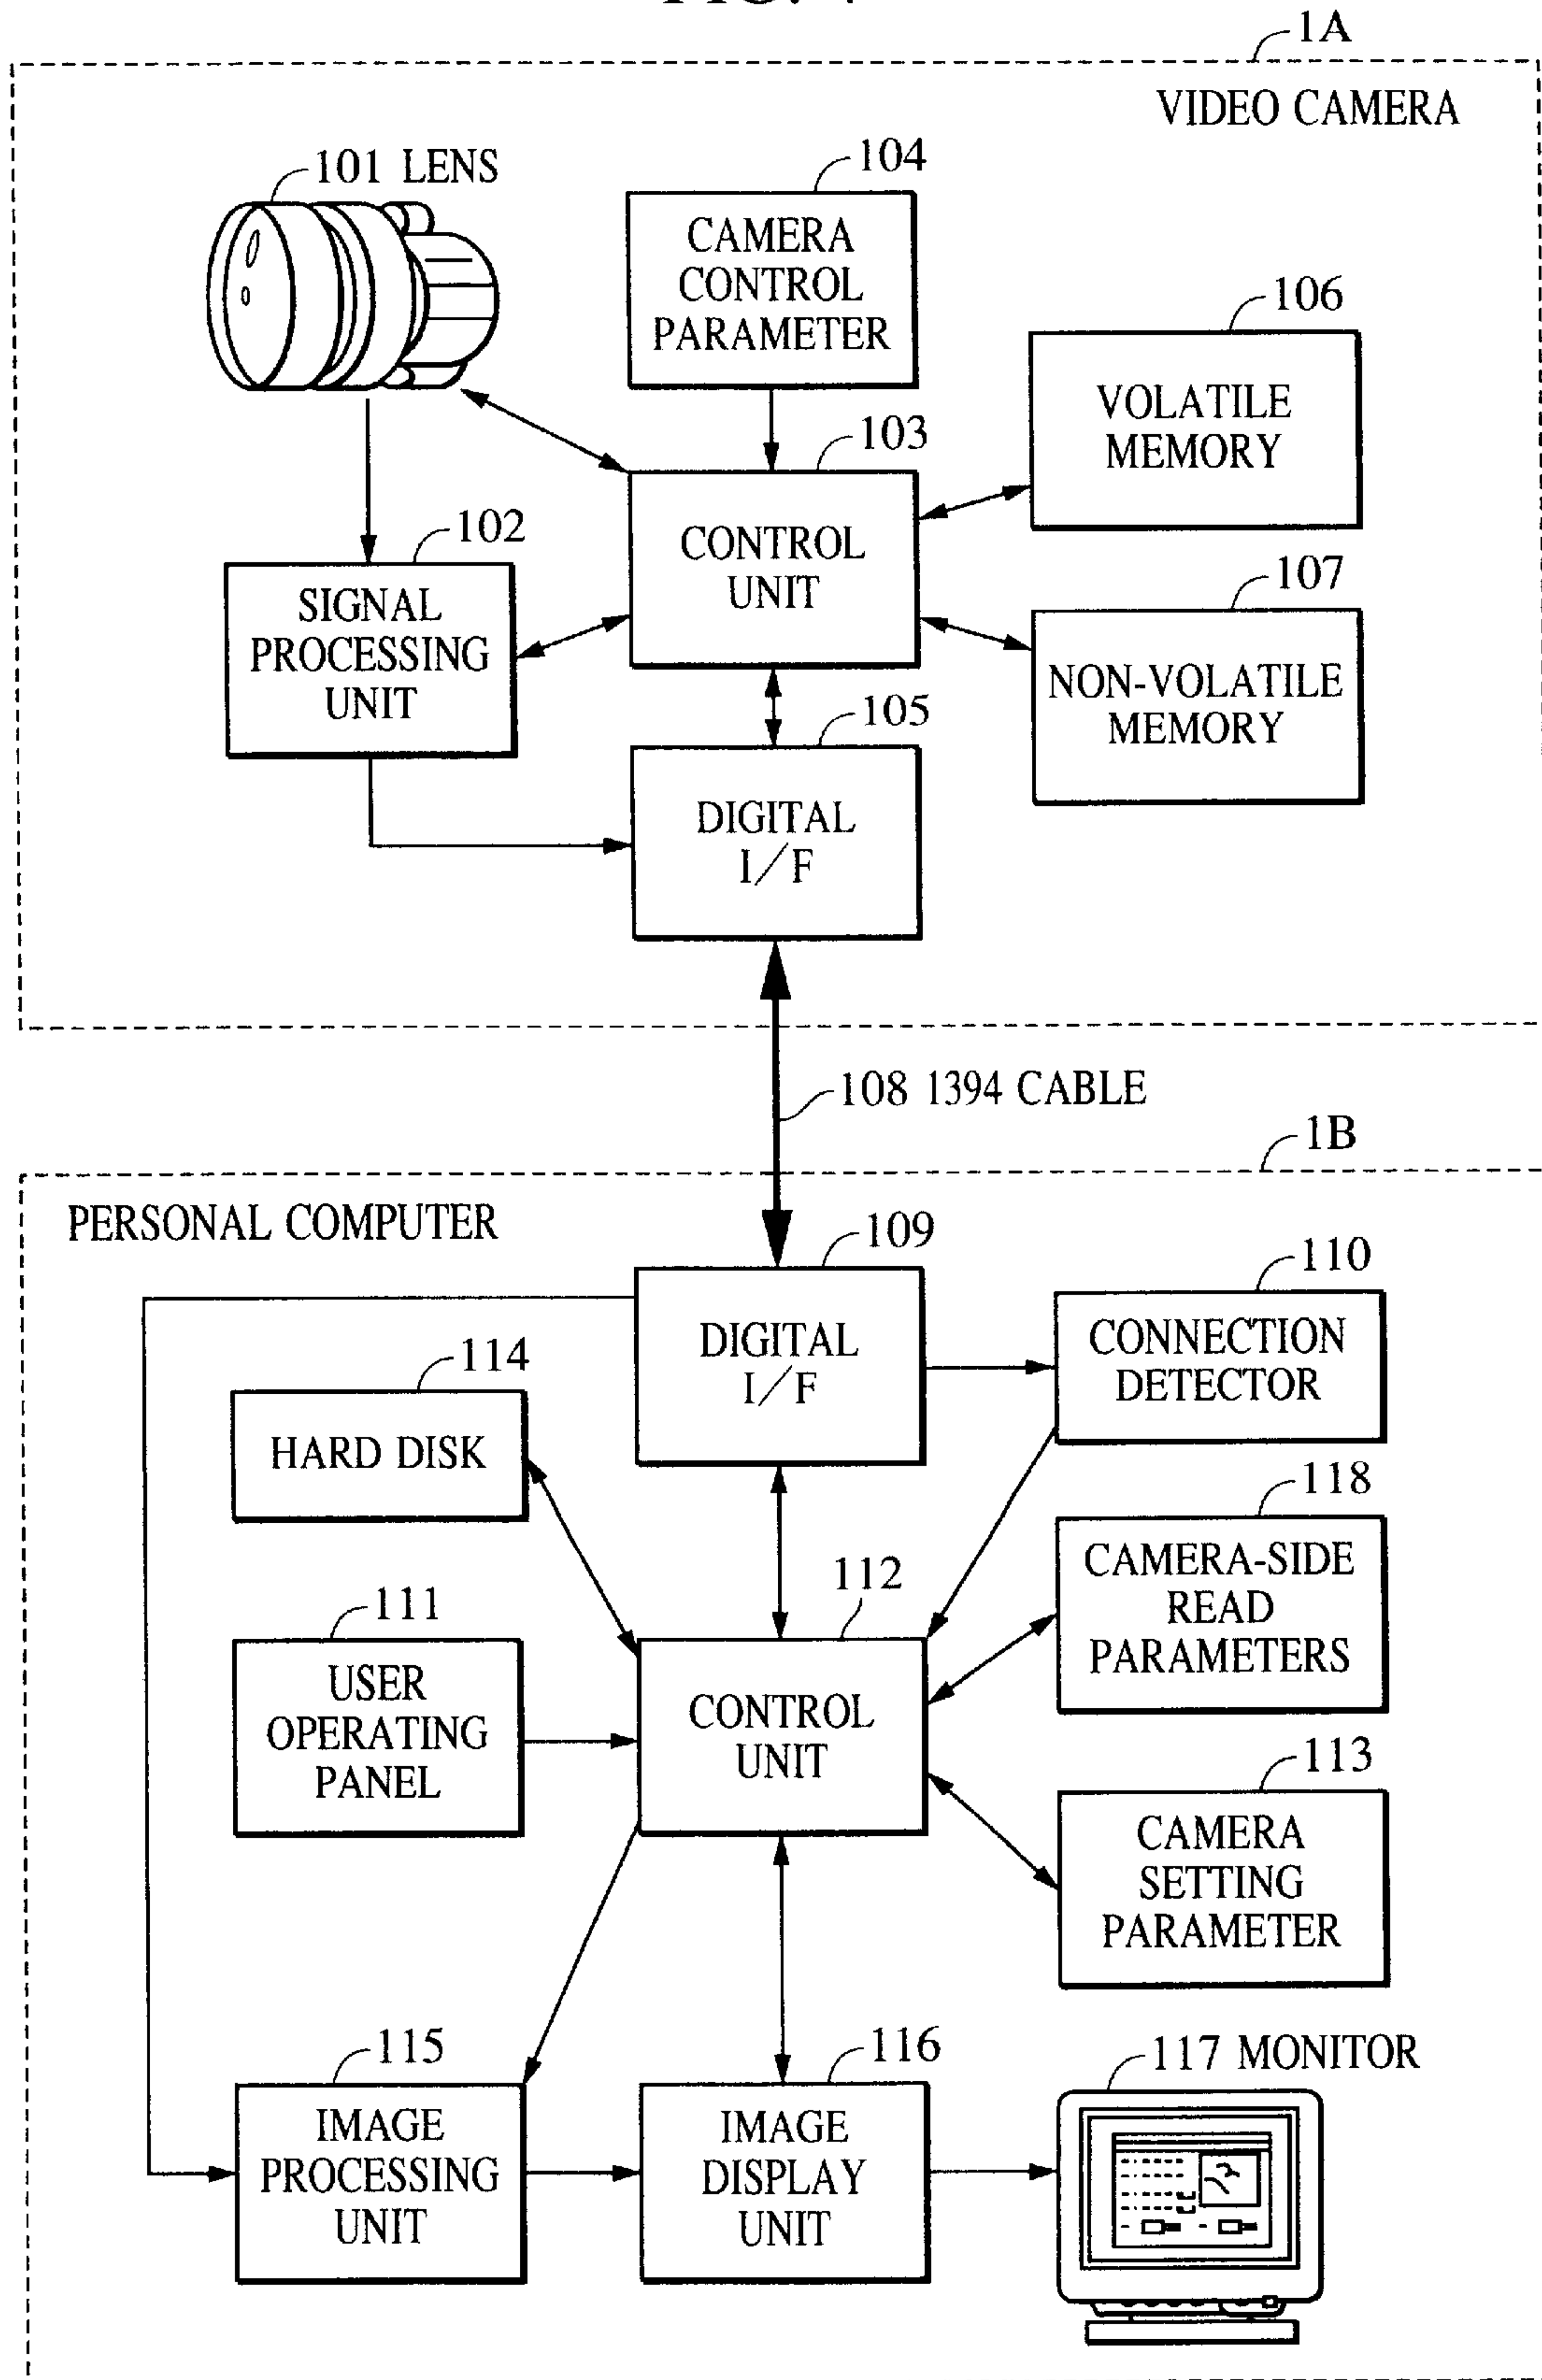 1A
VIDEO CAMERA
101 LENS
104
CAMERA
CONTROL
PARAMETER
106
VOLATILE
MEMORY
103
CONTROL
UNIT
102
SIGNAL
PROCESSING
UNIT
107
NON-VOLATILE
MEMORY
105
DIGITAL
I/F
108 1394 CABLE
1B
PERSONAL COMPUTER
109
DIGITAL
I/F
110
CONNECTION
DETECTOR
114
HARD DISK
118
CAMERA-SIDE
READ
PARAMETERS
111
USER
OPERATING
PANEL
112
CONTROL
UNIT
113
CAMERA
SETTING
PARAMETER
115
IMAGE
PROCESSING
UNIT
116
IMAGE
DISPLAY
UNIT
117 MONITOR